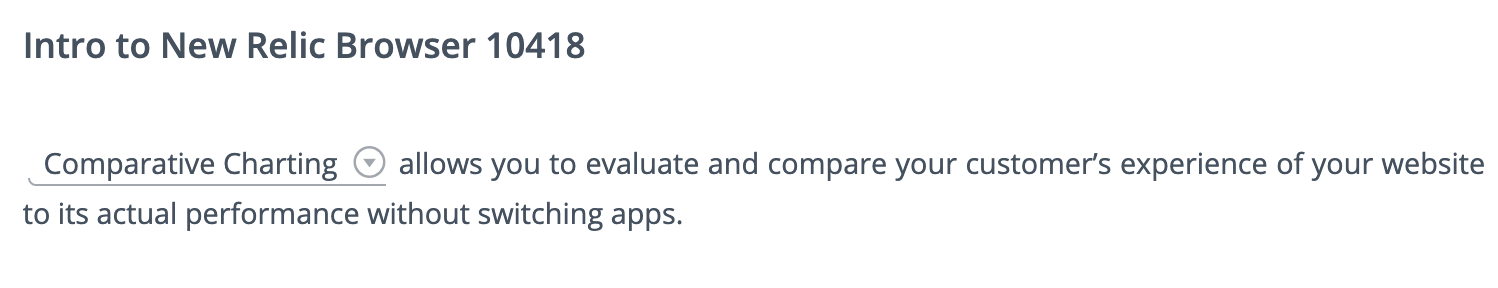 Intro to New Relic Browser 10418
Comparative Charting allows you to evaluate and compare your customer’s experience of your website
to its actual performance without switching apps.